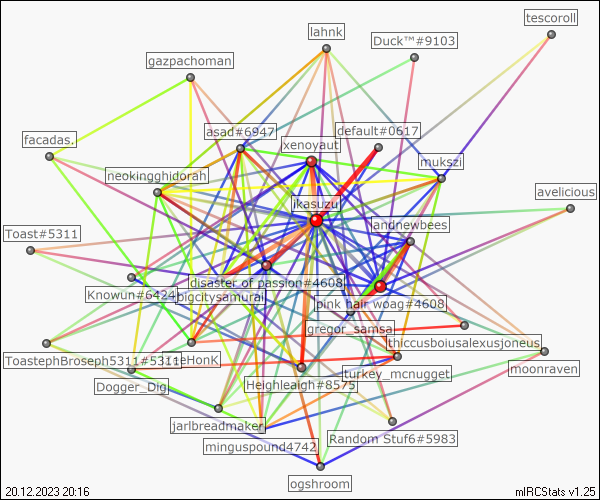 tescoroll
lahnk
Duck™#9103
gazpachoman
asad#6947
default#0617
facadas.
xenoyaut
mukszi
neokingghidorah
avelicious
ikasuzu
andnewbees
Toast#5311
disaster of passion#4608
Knowun#6424
bigcitysamurai
pink hair woag#4608
gregor_samsa
thiccusboiusalexusjoneus
ToastephBroseph5311#5311
eHonK
moonraven
turkey_mcnugget
Dogger_Dig
Heighleaigh#8575
jarlbreadmaker
Random Stuf6#5983
minguspound4742
ogshroom
20.12.2023 20:16
mIRCStats v1.25